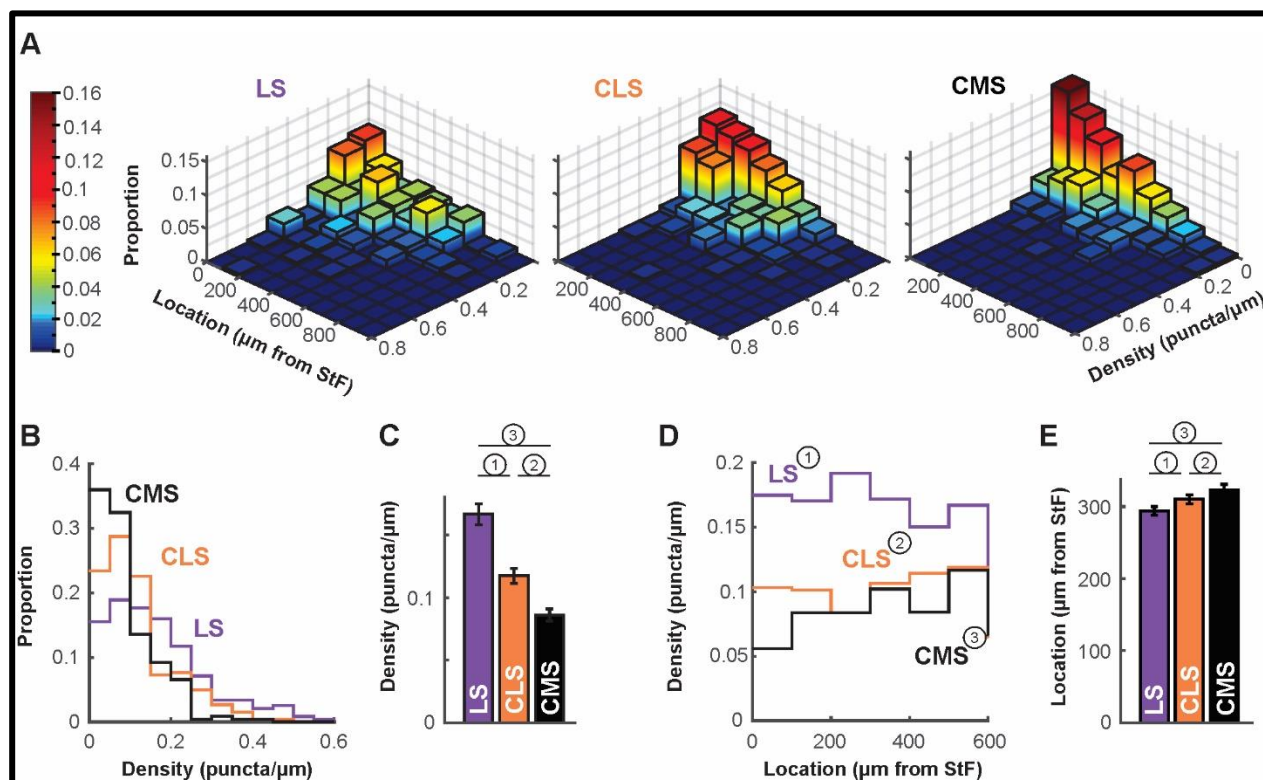 A
LS
CLS
CMS
0.16
0.14
0.12
0.10
0.08
0.06
0.04
0.02
0
Proportion
0.15
0.1
0.05
0
0
200
400
600
800
Location (µm from StF)
0.8
0.6
0.4
0.2
200
400
600
800
0.8
0.6
0.4
0.2
200
400
600
800
0.8
0.6
0.4
0.2
0
Density (puncta/µm)
B
Proportion
0.4
0.3
0.2
0.1
0
CMS
CLS
LS
0
0.2
0.4
0.6
Density (puncta/µm)
C
③
① ②
Density (puncta/µm)
0.1
0
LS
CLS
CMS
D
Density (puncta/µm)
0.2
0.15
0.1
0.05
0
LS ①
CLS ②
CMS ③
0
200
400
600
Location (µm from StF)
E
③
① ②
Location (µm from StF)
300
200
100
0
LS
CLS
CMS